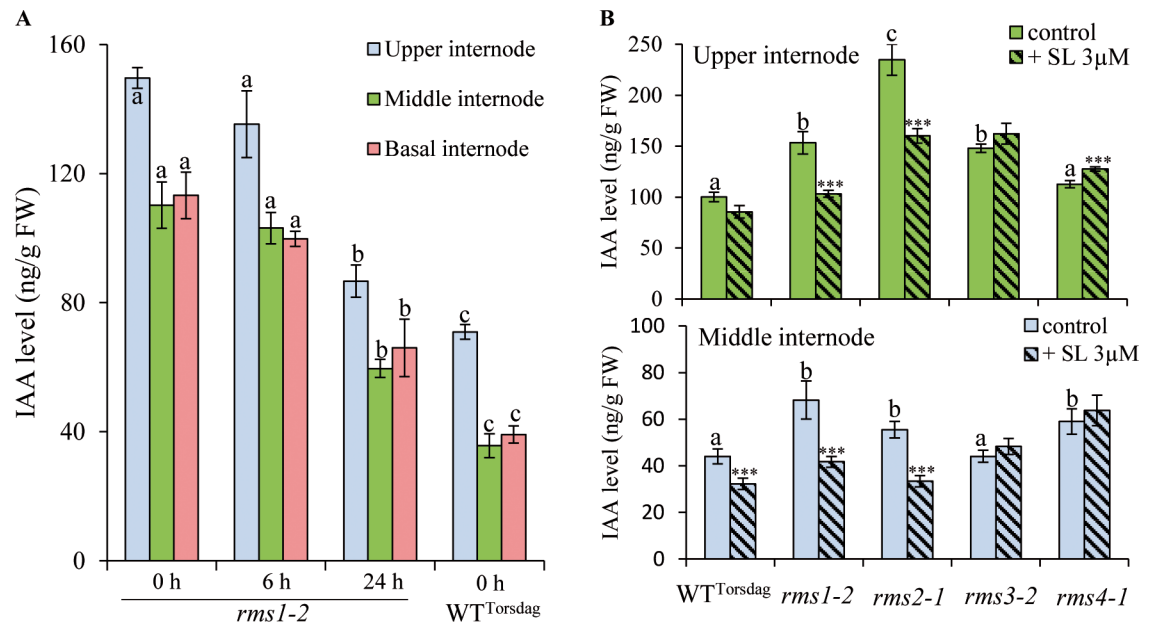 A
IAA level (ng/g FW)
160
120
80
40
0
Upper internode
Middle internode
Basal internode
a
a
a
a
a
a
b
b
b
c
c
c
0 h
6 h
24 h
0 h
rms1-2
WTTorsdag
B
IAA level (ng/g FW)
250
200
150
100
50
0
Upper internode
control
+ SL 3µM
a
b
***
c
***
b
a
***
IAA level (ng/g FW)
100
80
60
40
20
0
Middle internode
control
+ SL 3µM
a
***
b
***
b
***
a
b
WTTorsdag
rms1-2
rms2-1
rms3-2
rms4-1